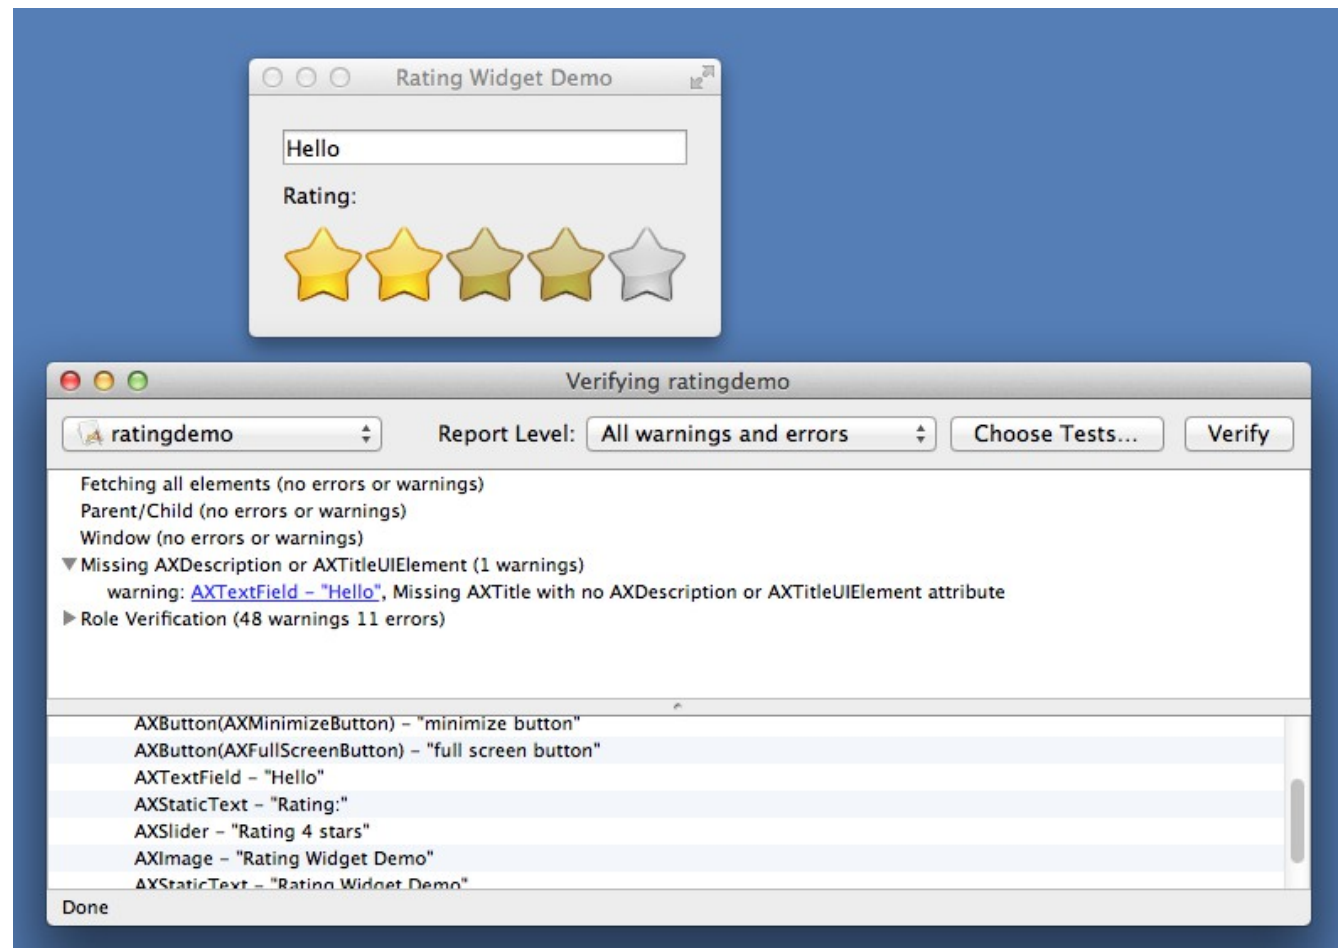 Rating Widget Demo
Hello
Rating:
Verifying ratingdemo
ratingdemo Report Level: All warnings and errors Choose Tests... Verify
Fetching all elements (no errors or warnings)
Parent/Child (no errors or warnings)
Window (no errors or warnings)
Missing AXDescription or AXTitleUIElement (1 warnings)
warning: AXTextField – "Hello", Missing AXTitle with no AXDescription or AXTitleUIElement attribute
Role Verification (48 warnings 11 errors)
AXButton(AXMinimizeButton) – "minimize button"
AXButton(AXFullScreenButton) – "full screen button"
AXTextField – "Hello"
AXStaticText – "Rating:"
AXSlider – "Rating 4 stars"
AXImage – "Rating Widget Demo"
AXStaticText – "Rating Widget Demo"
Done